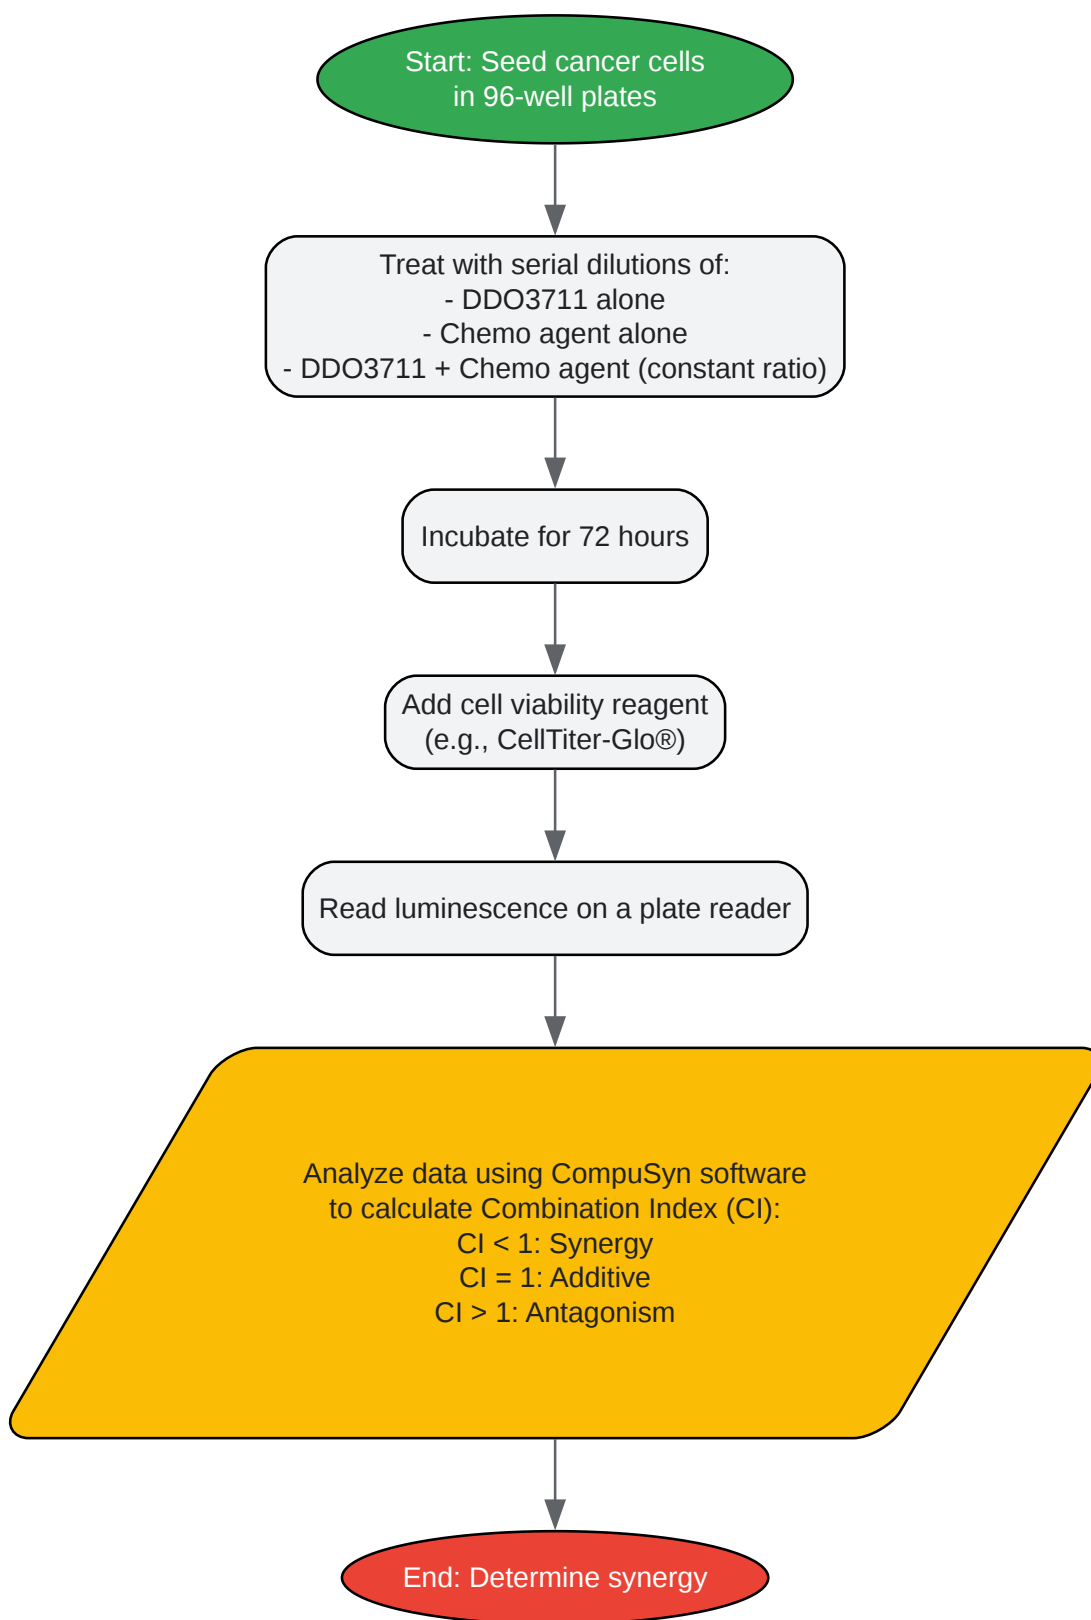 Start: Seed cancer cells
in 96-well plates
Treat with serial dilutions of:
- DDO3711 alone
- Chemo agent alone
- DDO3711 + Chemo agent (constant ratio)
Incubate for 72 hours
Add cell viability reagent
(e.g., CellTiter-Glo®)
Read luminescence on a plate reader
Analyze data using CompuSyn software
to calculate Combination Index (CI):
CI < 1: Synergy
CI = 1: Additive
CI > 1: Antagonism
End: Determine synergy